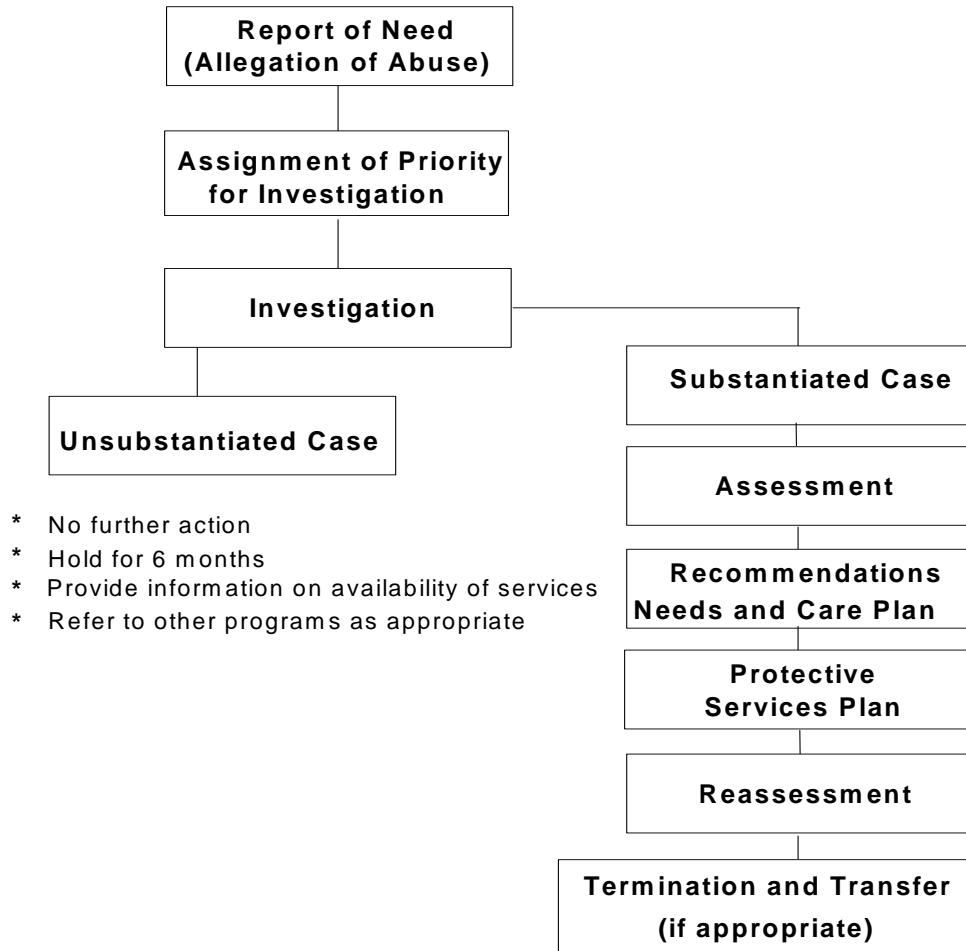 Report of Need
(Allegation of Abuse)
Assignment of Priority
for Investigation
Investigation
Unsubstantiated Case
* No further action
* Hold for 6 months
* Provide information on availability of services
* Refer to other programs as appropriate
Substantiated Case
Assessment
Recommendations
Needs and Care Plan
Protective
Services Plan
Reassessment
Termination and Transfer
(if appropriate)